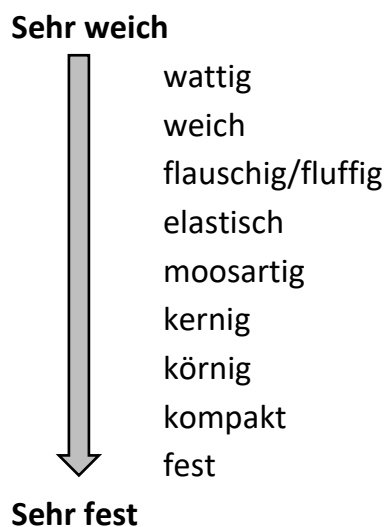 Sehr weich
wattig
weich
flauschig/fluffig
elastisch
moosartig
kernig
körnig
kompakt
fest
Sehr fest